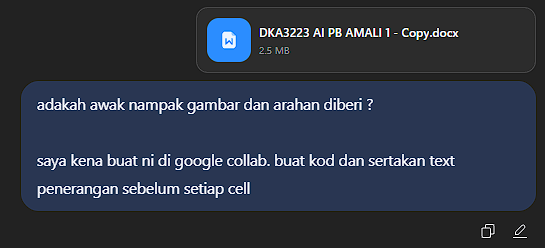 DKA3223 AI PB AMALI 1 - Copy.docx
2.5 MB
adakah awak nampak gambar dan arahan diberi ?
saya kena buat ni di google collab. buat kod dan sertakan text
penerangan sebelum setiap cell